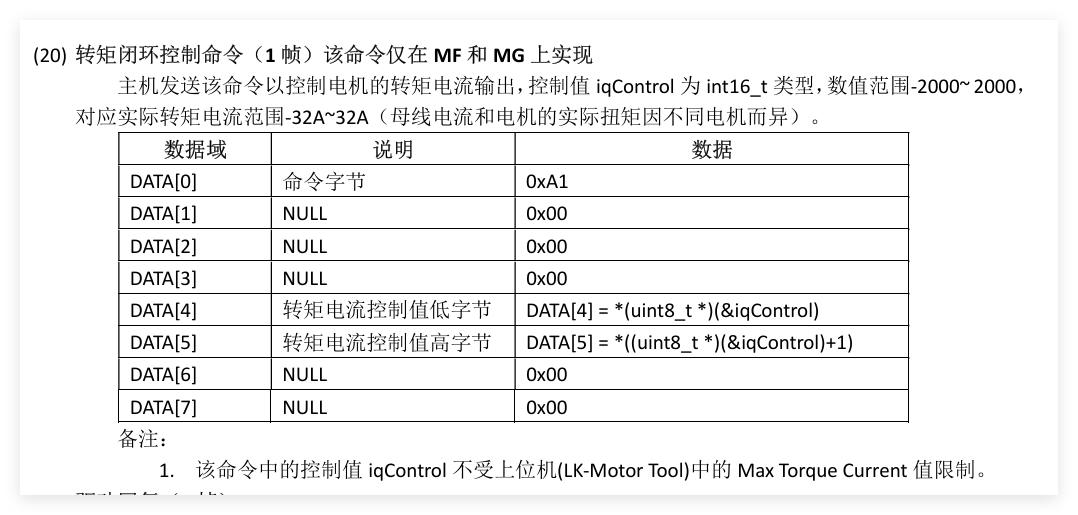 (20) 转矩闭环控制命令（1 帧）该命令仅在 MF 和 MG 上实现
主机发送该命令以控制电机的转矩电流输出，控制值 iqControl 为 int16_t 类型，数值范围-2000~ 2000，
对应实际转矩电流范围-32A~32A（母线电流和电机的实际扭矩因不同电机而异）。
数据域 说明 数据
DATA[0] 命令字节 0xA1
DATA[1] NULL 0x00
DATA[2] NULL 0x00
DATA[3] NULL 0x00
DATA[4] 转矩电流控制值低字节 DATA[4] = *(uint8_t *)(&iqControl)
DATA[5] 转矩电流控制值高字节 DATA[5] = *((uint8_t *)(&iqControl)+1)
DATA[6] NULL 0x00
DATA[7] NULL 0x00
备注：
1. 该命令中的控制值 iqControl 不受上位机(LK-Motor Tool)中的 Max Torque Current 值限制。